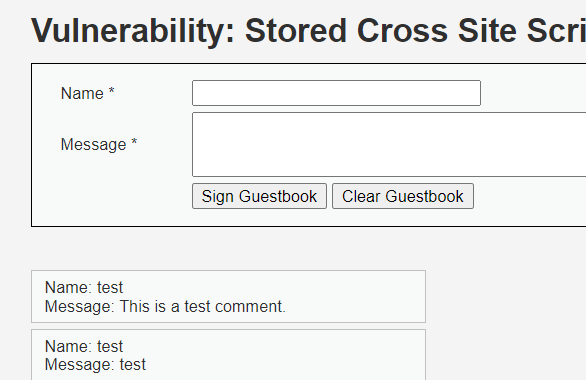 Vulnerability: Stored Cross Site Scri
Name *
Message *
Sign Guestbook Clear Guestbook
Name: test
Message: This is a test comment.
Name: test
Message: test